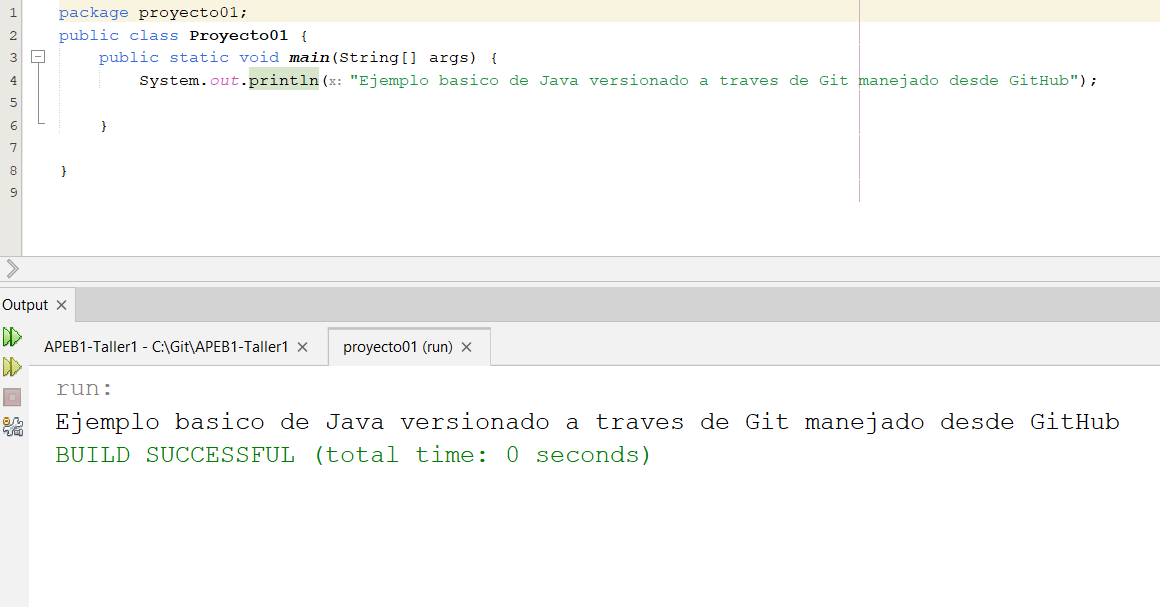 1 package proyecto01;
2 public class Proyecto01 {
3 public static void main(String[] args) {
4 System.out.println(x: "Ejemplo basico de Java versionado a traves de Git manejado desde GitHub");
5
6 }
7
8 }
9
Output
APEB1-Taller1 - C:\Git\APEB1-Taller1 proyecto01 (run)
run:
Ejemplo basico de Java versionado a traves de Git manejado desde GitHub
BUILD SUCCESSFUL (total time: 0 seconds)